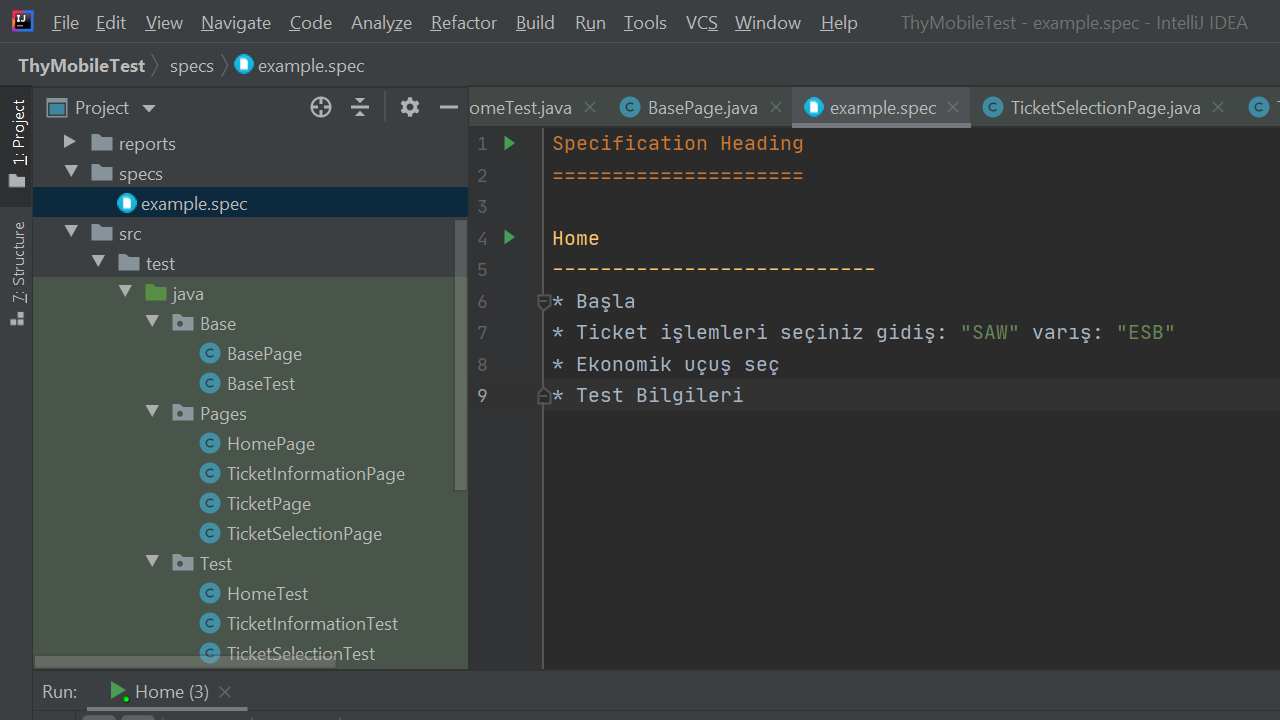 File Edit View Navigate Code Analyze Refactor Build Run Tools VCS Window Help ThyMobileTest - example.spec - IntelliJ IDEA
ThyMobileTest specs example.spec
1: Project
7: Structure
Project
reports
specs
example.spec
src
test
java
Base
BasePage
BaseTest
Pages
HomePage
TicketInformationPage
TicketPage
TicketSelectionPage
Test
HomeTest
TicketInformationTest
TicketSelectionTest
omeTest.java BasePage.java example.spec TicketSelectionPage.java
1 Specification Heading
2 =====================
3
4 Home
5 ---------------------------
6 * Başla
7 * Ticket işlemleri seçiniz gidiş: "SAW" varış: "ESB"
8 * Ekonomik uçuş seç
9 * Test Bilgileri
Run: Home (3)